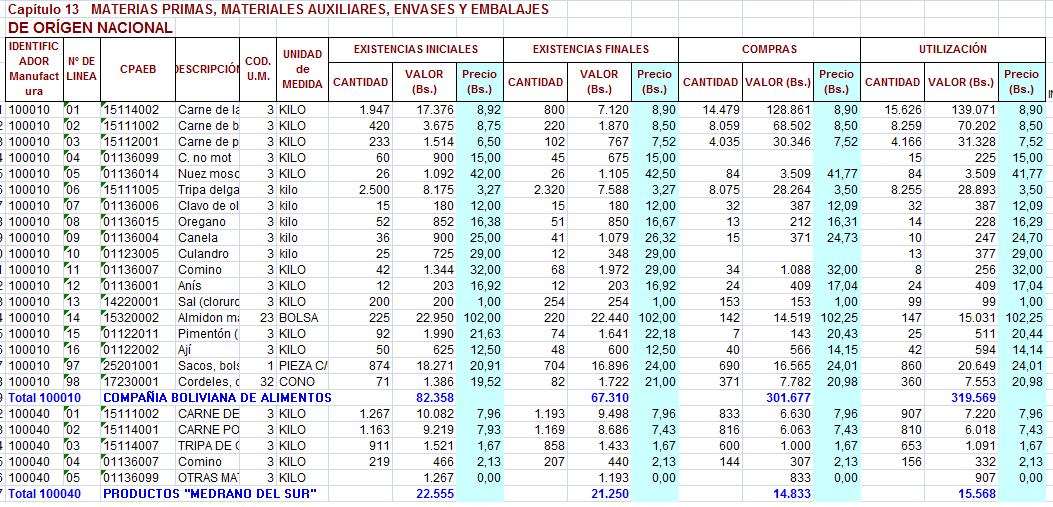 Capítulo 13 MATERIAS PRIMAS, MATERIALES AUXILIARES, ENVASES Y EMBALAJES
DE ORÍGEN NACIONAL
IDENTIFICADOR Manufactura Nº DE LINEA CPAEB DESCRIPCIÓN COD. U.M. UNIDAD de MEDIDA EXISTENCIAS INICIALES EXISTENCIAS FINALES COMPRAS UTILIZACIÓN
CANTIDAD VALOR (Bs.) Precio (Bs.) CANTIDAD VALOR (Bs.) Precio (Bs.) CANTIDAD VALOR (Bs.) Precio (Bs.) CANTIDAD VALOR (Bs.) Precio (Bs.)
100010 01 15114002 Carne de la 3 KILO 1.947 17.376 8,92 800 7.120 8,90 14.479 128.861 8,90 15.626 139.071 8,90
100010 02 15111002 Carne de b 3 KILO 420 3.675 8,75 220 1.870 8,50 8.059 68.502 8,50 8.259 70.202 8,50
100010 03 15112001 Carne de p 3 KILO 233 1.514 6,50 102 767 7,52 4.035 30.346 7,52 4.166 31.328 7,52
100010 04 01136099 C. no mot 3 KILO 60 900 15,00 45 675 15,00 15 225 15,00
100010 05 01136014 Nuez mosc 3 KILO 26 1.092 42,00 26 1.105 42,50 84 3.509 41,77 84 3.509 41,77
100010 06 15111005 Tripa delga 3 kilo 2.500 8.175 3,27 2.320 7.588 3,27 8.075 28.264 3,50 8.255 28.893 3,50
100010 07 01136006 Clavo de ol 3 kilo 15 180 12,00 15 180 12,00 32 387 12,09 32 387 12,09
100010 08 01136015 Oregano 3 kilo 52 852 16,38 51 850 16,67 13 212 16,31 14 228 16,29
100010 09 01136004 Canela 3 kilo 36 900 25,00 41 1.079 26,32 15 371 24,73 10 247 24,70
100010 10 01123005 Culandro 3 kilo 25 725 29,00 12 348 29,00 13 377 29,00
100010 11 01136007 Comino 3 KILO 42 1.344 32,00 68 1.972 29,00 34 1.088 32,00 8 256 32,00
100010 12 01136001 Anís 3 KILO 12 203 16,92 12 203 16,92 24 409 17,04 24 409 17,04
100010 13 14220001 Sal (clorurc 3 KILO 200 200 1,00 254 254 1,00 153 153 1,00 99 99 1,00
100010 14 15320002 Almidon ma 23 BOLSA 225 22.950 102,00 220 22.440 102,00 142 14.519 102,25 147 15.031 102,25
100010 15 01122011 Pimentón ( 3 KILO 92 1.990 21,63 74 1.641 22,18 7 143 20,43 25 511 20,44
100010 16 01122002 Ají 3 KILO 50 625 12,50 48 600 12,50 40 566 14,15 42 594 14,14
100010 97 25201001 Sacos, bols 1 PIEZA C/ 874 18.271 20,91 704 16.896 24,00 690 16.565 24,01 860 20.649 24,01
100010 98 17230001 Cordeles, c 32 CONO 71 1.386 19,52 82 1.722 21,00 371 7.782 20,98 360 7.553 20,98
Total 100010 COMPAÑIA BOLIVIANA DE ALIMENTOS 82.358 67.310 301.677 319.569
100040 01 15111002 CARNE DE 3 KILO 1.267 10.082 7,96 1.193 9.498 7,96 833 6.630 7,96 907 7.220 7,96
100040 02 15114001 CARNE PO 3 KILO 1.163 9.219 7,93 1.169 8.686 7,43 816 6.063 7,43 810 6.018 7,43
100040 03 15114007 TRIPA DE C 3 KILO 911 1.521 1,67 858 1.433 1,67 600 1.000 1,67 653 1.091 1,67
100040 04 01136007 Comino 3 KILO 219 466 2,13 207 440 2,13 144 307 2,13 156 332 2,13
100040 05 01136099 OTRAS MA 3 KILO 1.267 0,00 1.193 0,00 833 0,00 907 0,00
Total 100040 PRODUCTOS "MEDRANO DEL SUR" 22.555 21.250 14.833 15.568